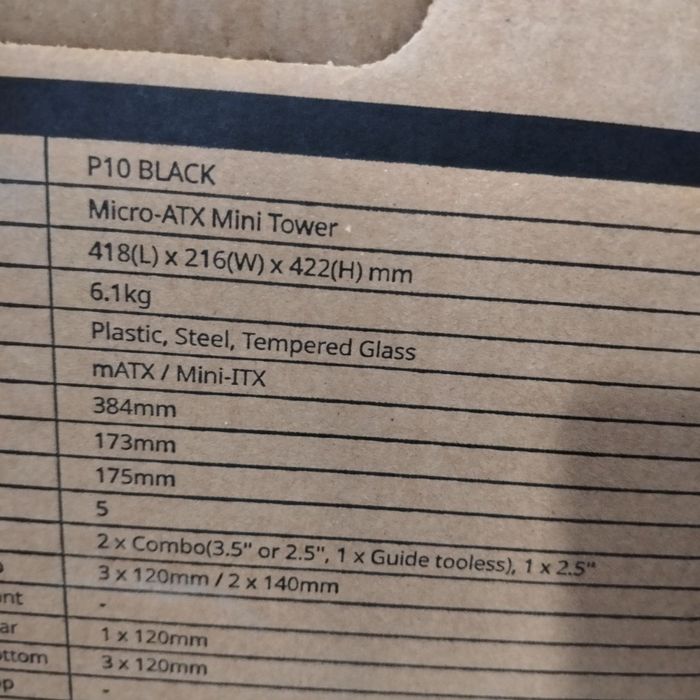 P10 BLACK
Micro-ATX Mini Tower
418(L) x 216(W) x 422(H) mm
6.1kg
Plastic, Steel, Tempered Glass
mATX / Mini-ITX
384mm
173mm
175mm
5
2 x Combo(3.5" or 2.5", 1 x Guide tooless), 1 x 2.5"
3 x 120mm / 2 x 140mm
nt -
ar 1 x 120mm
ttom 3 x 120mm
p -